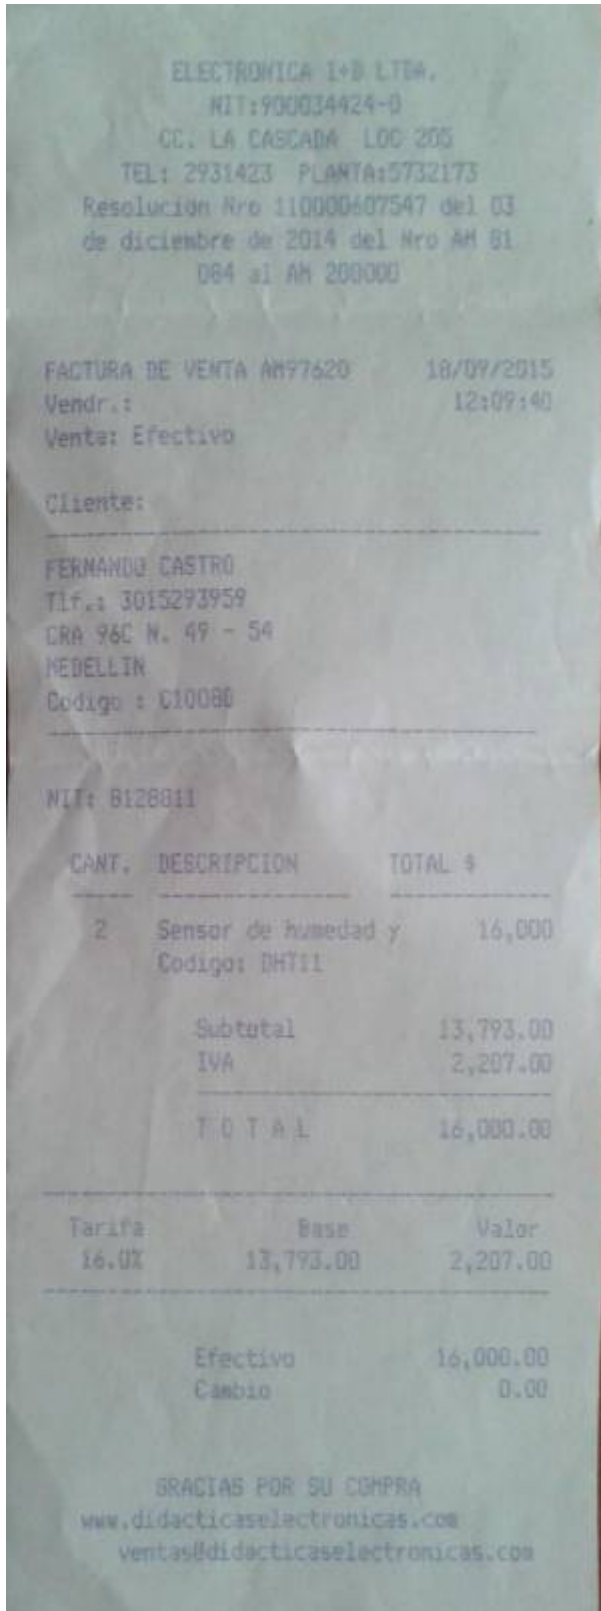 ELECTRONICA I+D LTDA.
NIT:900034424-0
CC. LA CASCADA LOC 205
TEL: 2931423 PLANTA:5732173
Resolucion Nro 110000607547 del 03
de diciembre de 2014 del Nro AM 81
084 al AM 200000
FACTURA DE VENTA AM97620 18/09/2015
Vendr.: 12:09:40
Venta: Efectivo
Cliente:
FERNANDO CASTRO
Tlf.: 3015293959
CRA 96C N. 49 - 54
MEDELLIN
Codigo : C10080
NIT: 8128811
CANT. DESCRIPCION TOTAL $
2 Sensor de humedad y 16,000
Codigo: DHT11
Subtotal 13,793.00
IVA 2,207.00
T O T A L 16,000.00
Tarifa Base Valor
16.0% 13,793.00 2,207.00
Efectivo 16,000.00
Cambio 0.00
GRACIAS POR SU COMPRA
www.didacticaselectronicas.com
ventas@didacticaselectronicas.com